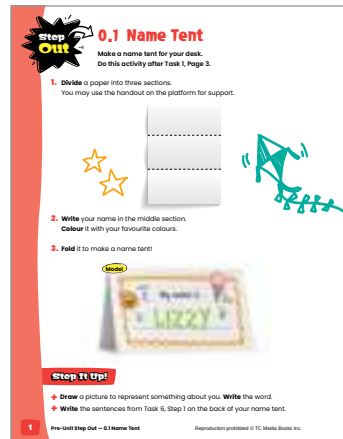 Step Out
0.1 Name Tent
Make a name tent for your desk.
Do this activity after Task 1, Page 3.
1. Divide a paper into three sections.
You may use the handout on the platform for support.
2. Write your name in the middle section.
Colour it with your favourite colours.
3. Fold it to make a name tent!
Model
My name is
LIZZY
Step It Up!
+ Draw a picture to represent something about you. Write the word.
+ Write the sentences from Task 6, Step 1 on the back of your name tent.
1 Pre-Unit Step Out — 0.1 Name Tent Reproduction prohibited © TC Media Books Inc.